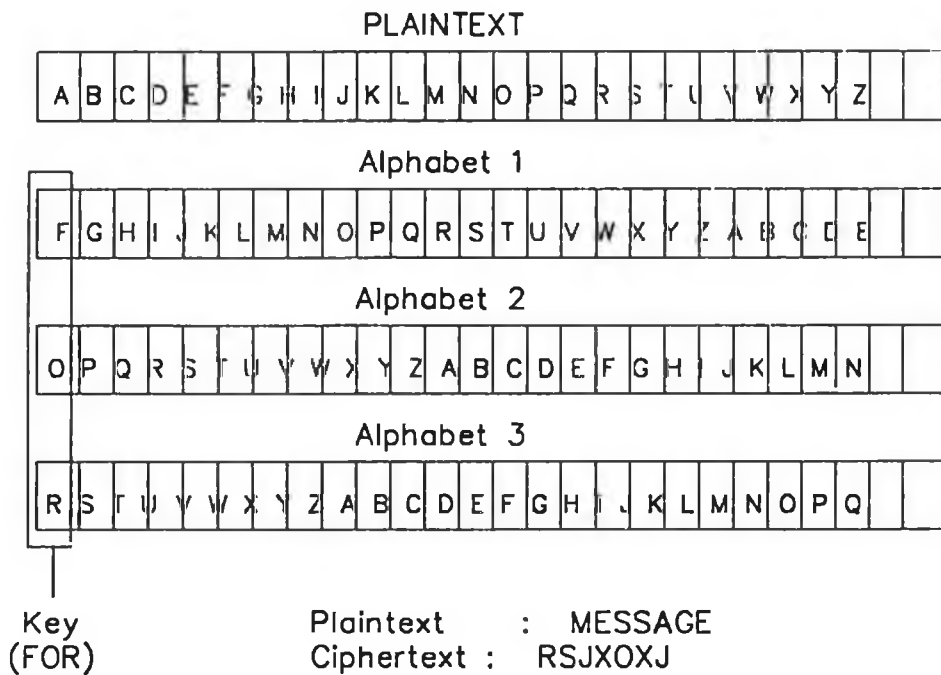 PLAINTEXT
A B C D E F G H I J K L M N O P Q R S T U V W X Y Z
Alphabet 1
F G H I J K L M N O P Q R S T U V W X Y Z A B C D E
Alphabet 2
O P Q R S T U V W X Y Z A B C D E F G H I J K L M N
Alphabet 3
R S T U V W X Y Z A B C D E F G H I J K L M N O P Q
Key
(FOR)
Plaintext : MESSAGE
Ciphertext : RSJXOXJ